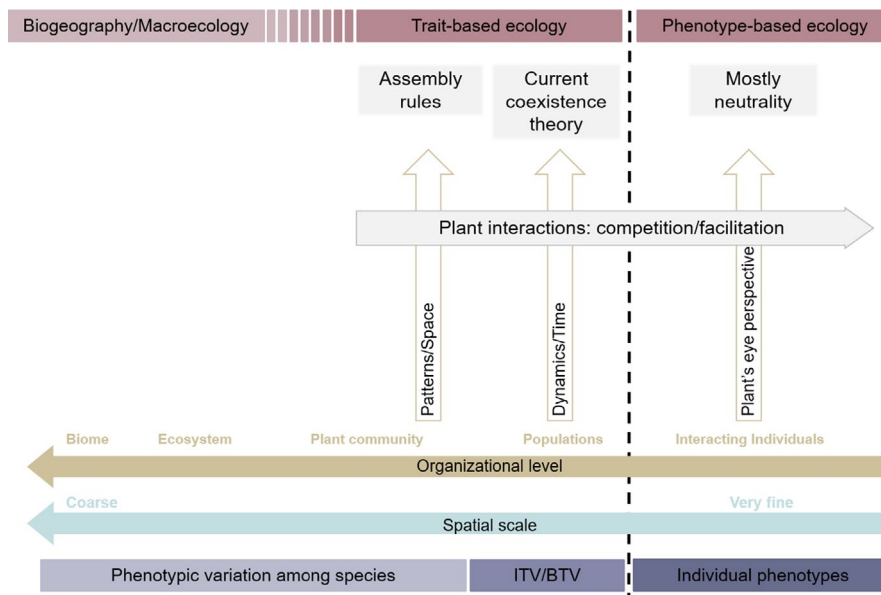 Biogeography/Macroecology
Trait-based ecology
Phenotype-based ecology
Assembly
rules
Current
coexistence
theory
Mostly
neutrality
Plant interactions: competition/facilitation
Patterns/Space
Dynamics/Time
Plant's eye perspective
Biome
Ecosystem
Plant community
Populations
Interacting Individuals
Organizational level
Coarse
Very fine
Spatial scale
Phenotypic variation among species
ITV/BTV
Individual phenotypes